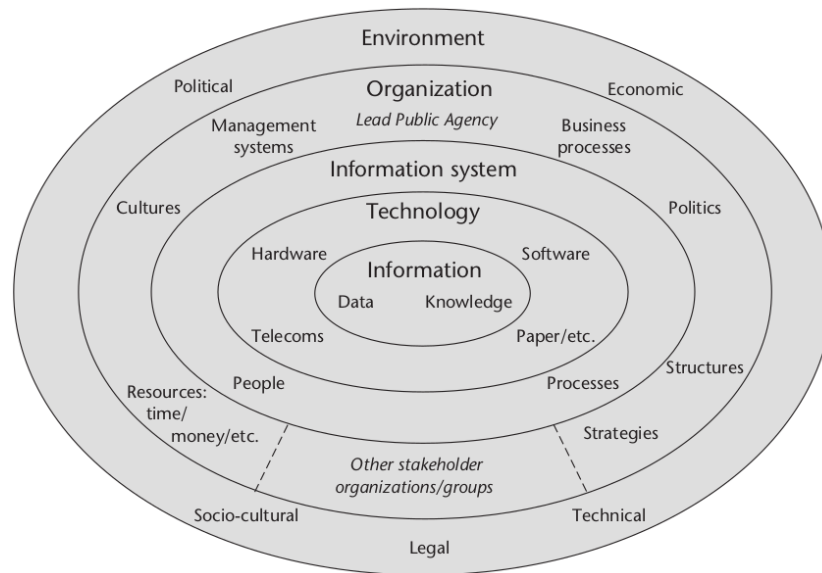 Environment
Political
Economic
Organization
Lead Public Agency
Management
systems
Business
processes
Information system
Cultures
Politics
Technology
Hardware
Software
Information
Data
Knowledge
Telecoms
Paper/etc.
People
Processes
Structures
Resources:
time/
money/etc.
Strategies
Other stakeholder
organizations/groups
Socio-cultural
Technical
Legal